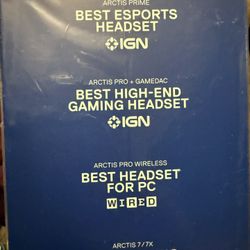 ARCTIS PRIME
BEST ESPORTS
HEADSET
IGN
ARCTIS PRO + GAMEDAC
BEST HIGH-END
GAMING HEADSET
IGN
ARCTIS PRO WIRELESS
BEST HEADSET
FOR PC
WIRED
ARCTIS 7/7X